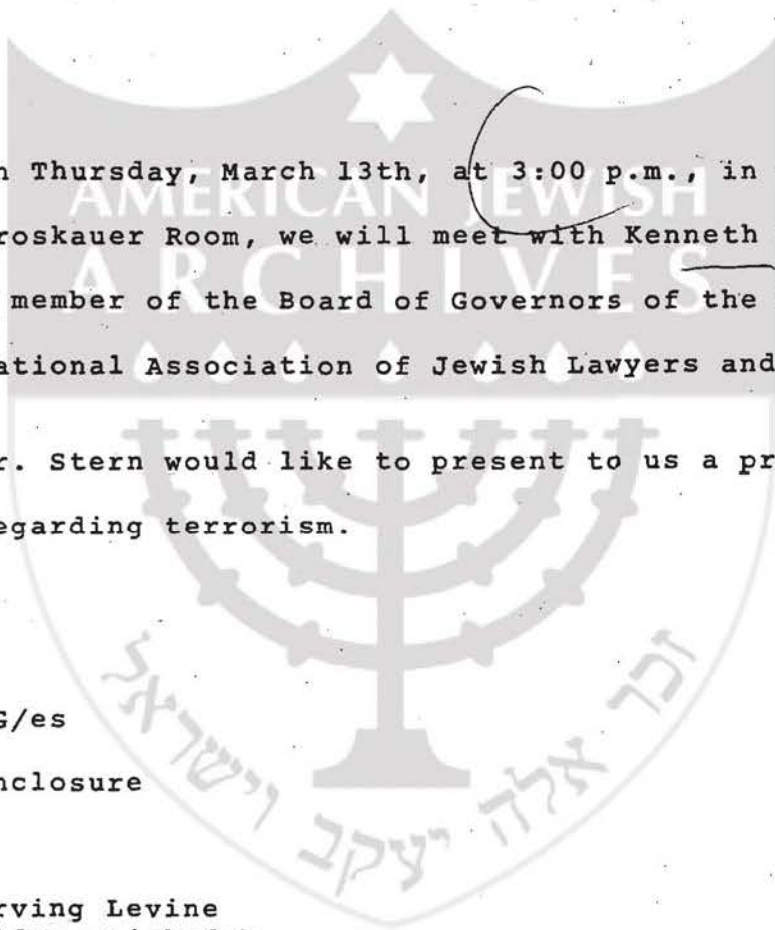 n Thursday, March 13th, at 3:00 p.m., in
AMERICAN JEWISH
roskauer Room, we will meet with Kenneth
ARCHIVES
member of the Board of Governors of the
ational Association of Jewish Lawyers and
r. Stern would like to present to us a pr
egarding terrorism.
G/es
nclosure
זכר אלה יעקב וישראל
rving Levine